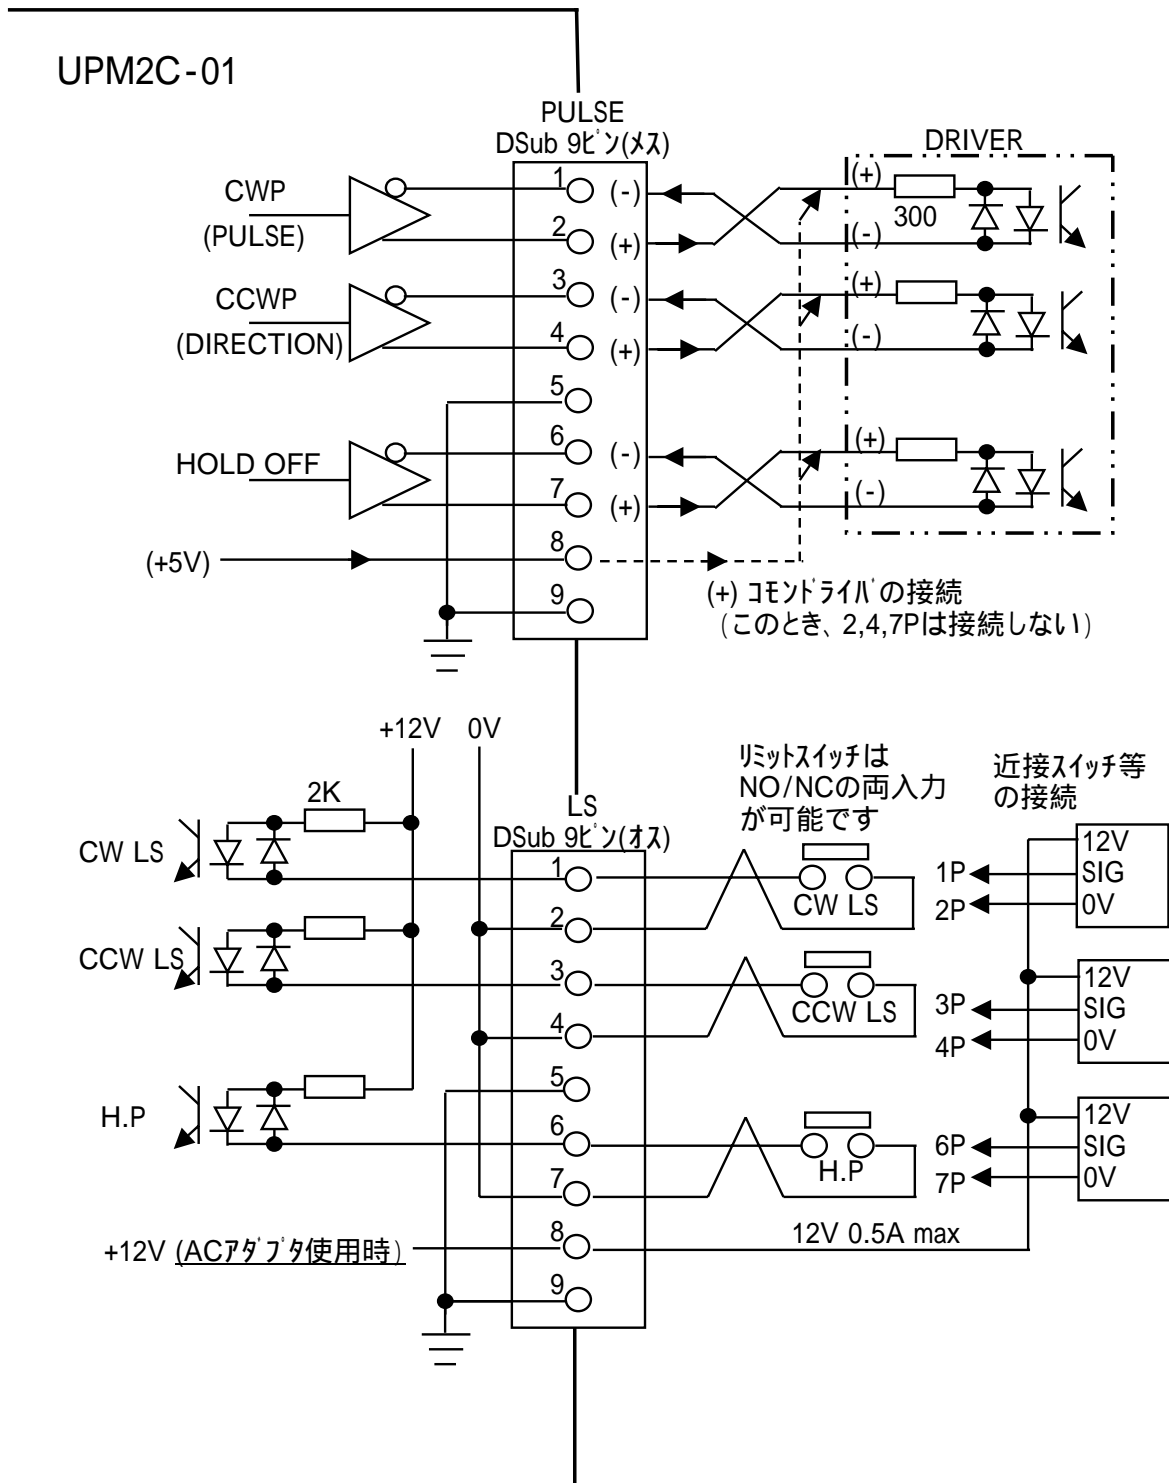 UPM2C-01
PULSE
DSub 9ﾋﾟﾝ(ﾒｽ)
DRIVER
CWP
(PULSE)
1
(-)
(+)
300
2
(+)
(-)
CCWP
(DIRECTION)
3
(-)
(+)
4
(+)
(-)
5
HOLD OFF
6
(-)
(+)
7
(+)
(-)
(+5V)
8
9
(+) ｺﾓﾝﾄﾞﾗｲﾊﾞの接続
(このとき、2,4,7Pは接続しない)
+12V 0V
2K
LS
DSub 9ﾋﾟﾝ(ｵｽ)
ﾘﾐｯﾄｽｲｯﾁは
NO/NCの両入力
が可能です
近接ｽｲｯﾁ等
の接続
CW LS
1
CW LS
1P
2P
12V
SIG
0V
2
CCW LS
3
CCW LS
3P
4P
12V
SIG
0V
4
5
H.P
6
H.P
6P
7P
12V
SIG
0V
7
+12V (ACｱﾀﾞﾌﾟﾀ使用時)
8
12V 0.5A max
9